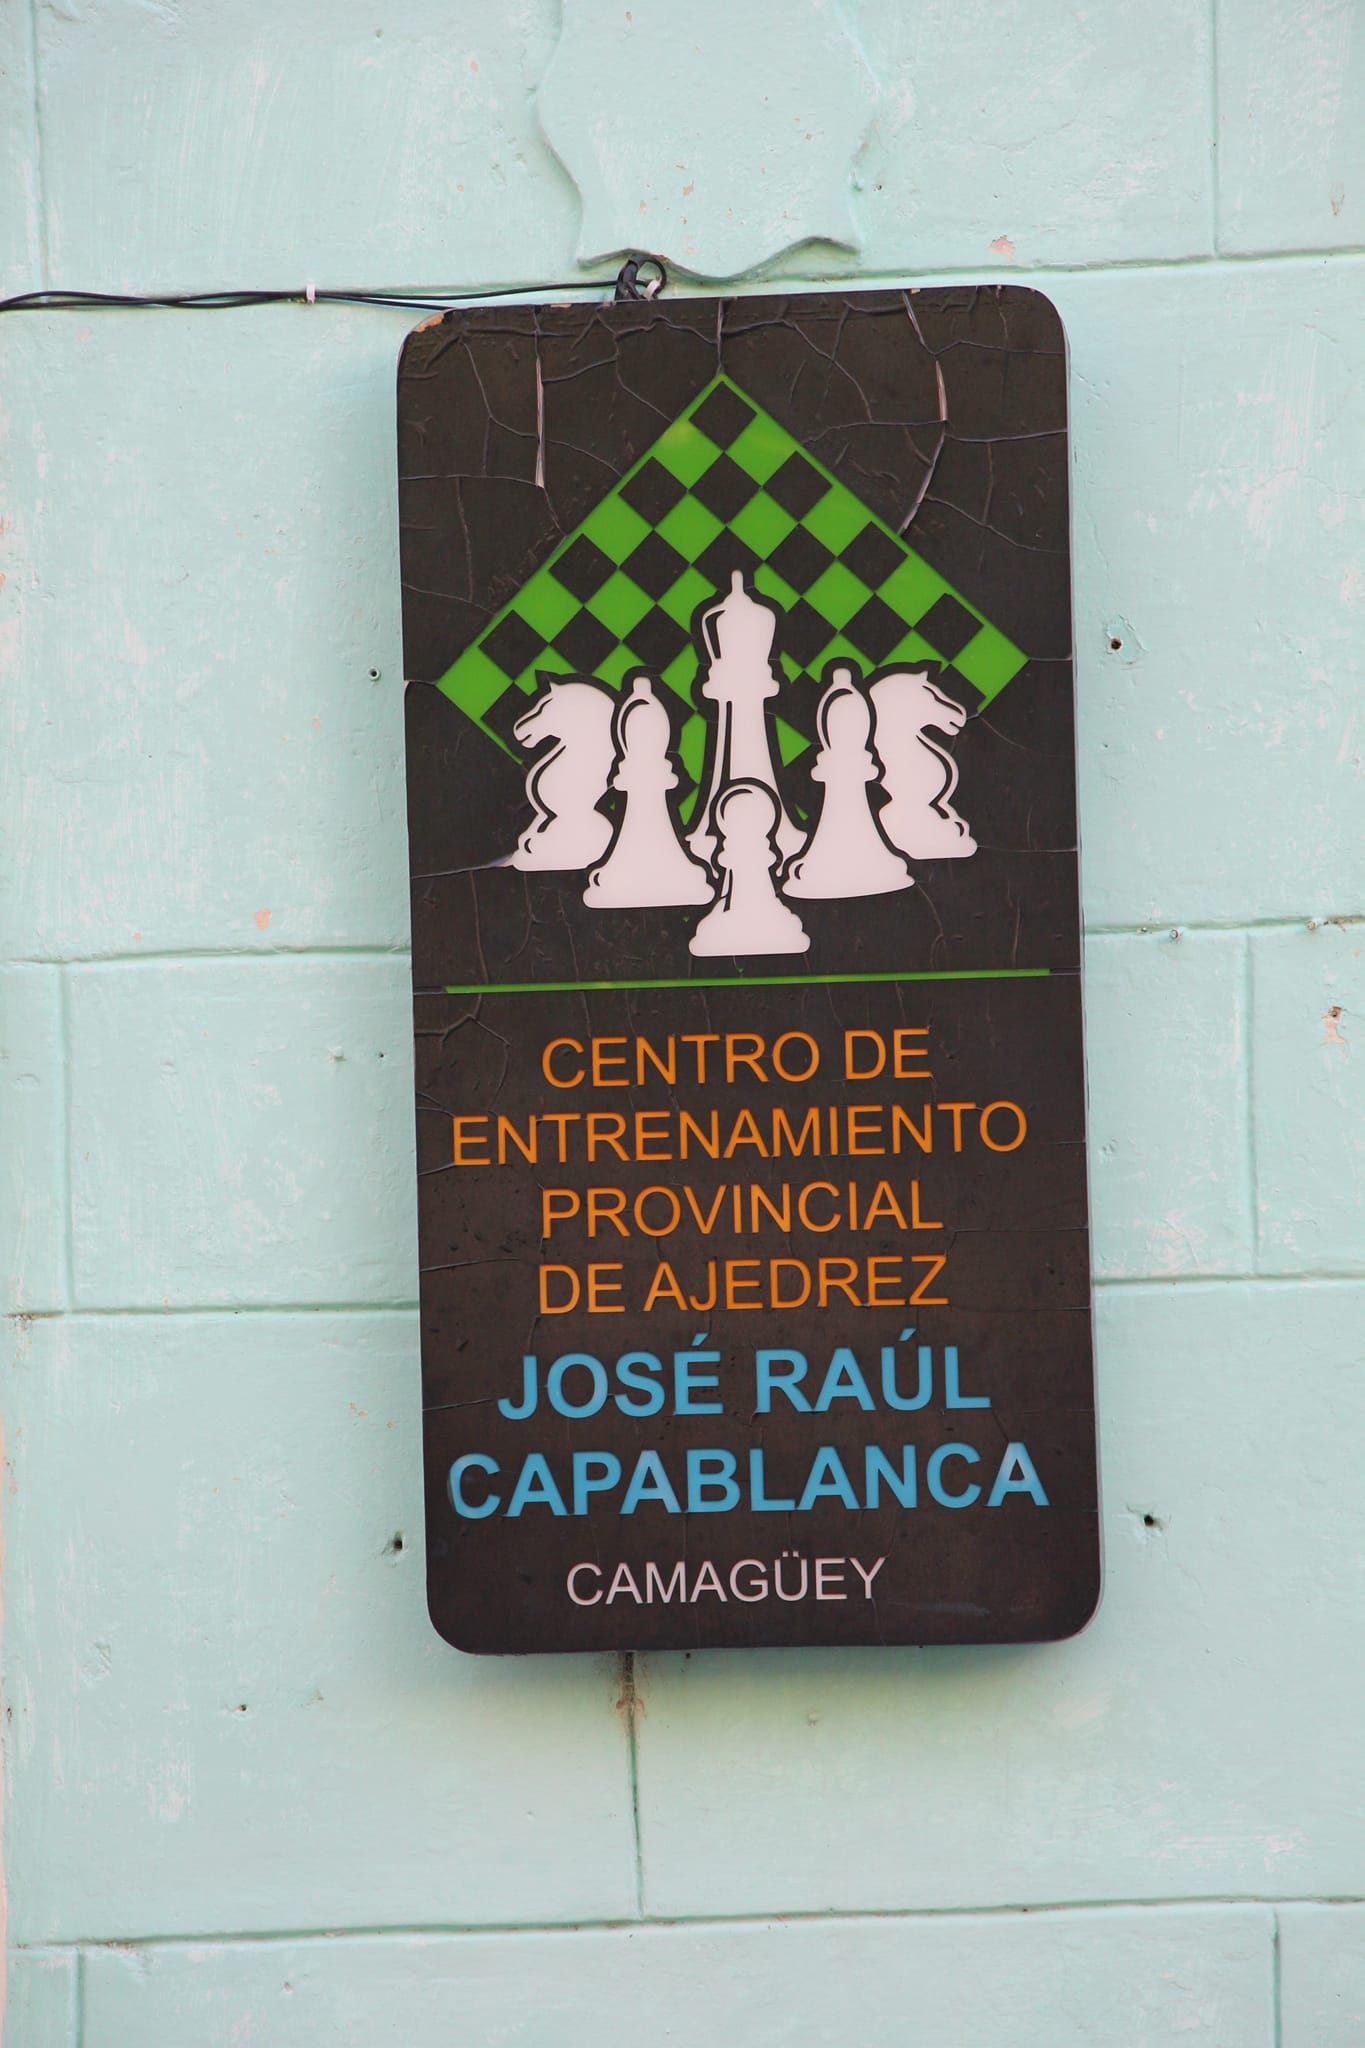 CENTRO DE
ENTRENAMIENTO
PROVINCIAL
DE AJEDREZ
JOSÉ RAÚL
CAPABLANCA
CAMAGÜEY